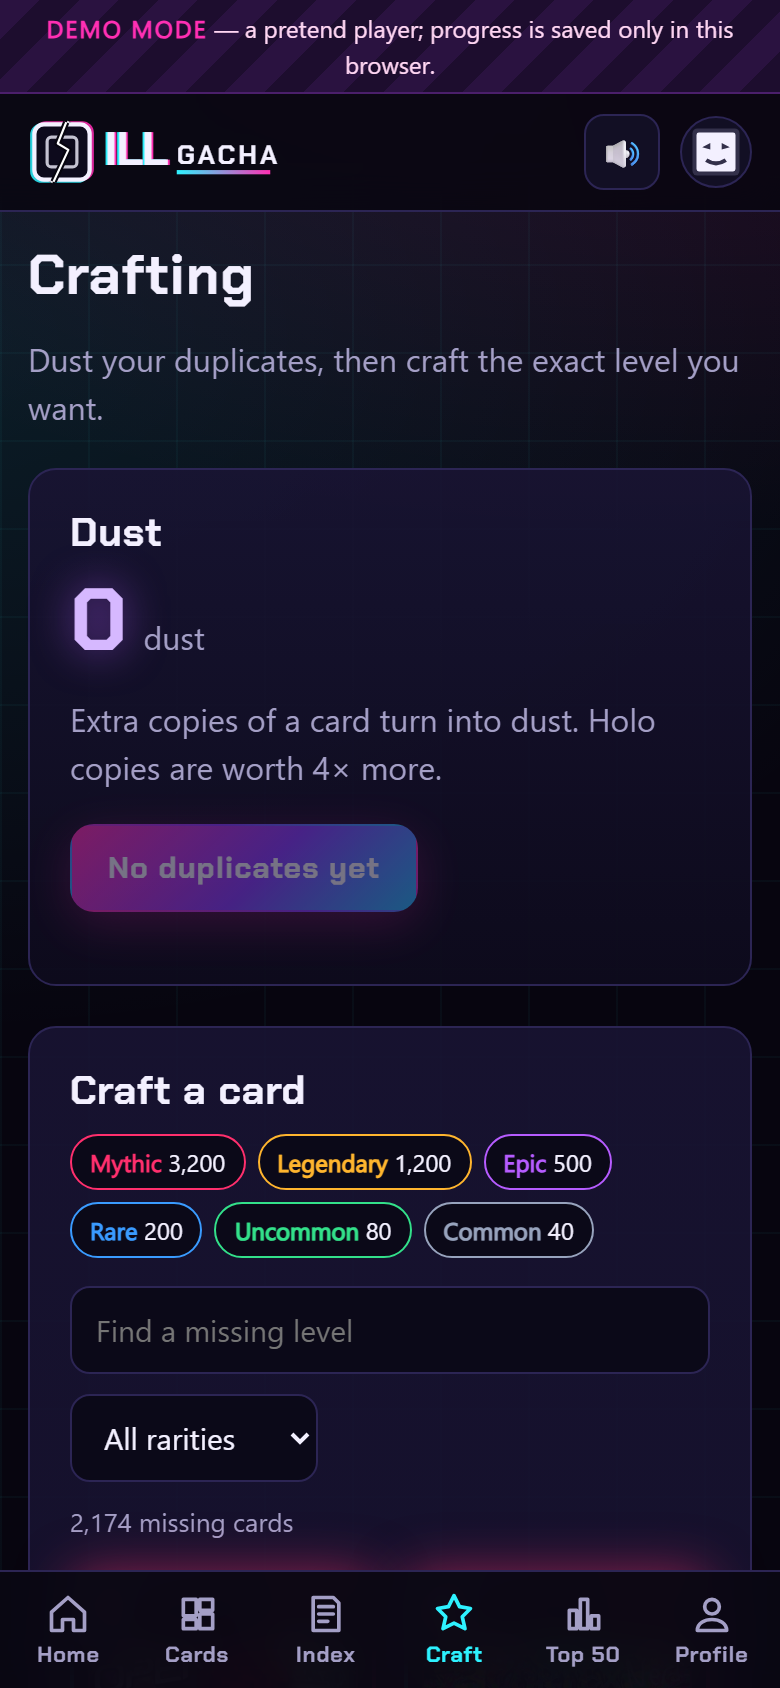 DEMO MODE — a pretend player; progress is saved only in this
browser.
ILL GACHA
Crafting
Dust your duplicates, then craft the exact level you
want.
Dust
0 dust
Extra copies of a card turn into dust. Holo
copies are worth 4× more.
No duplicates yet
Craft a card
Mythic 3,200 Legendary 1,200 Epic 500
Rare 200 Uncommon 80 Common 40
Find a missing level
All rarities
2,174 missing cards
Home Cards Index Craft Top 50 Profile